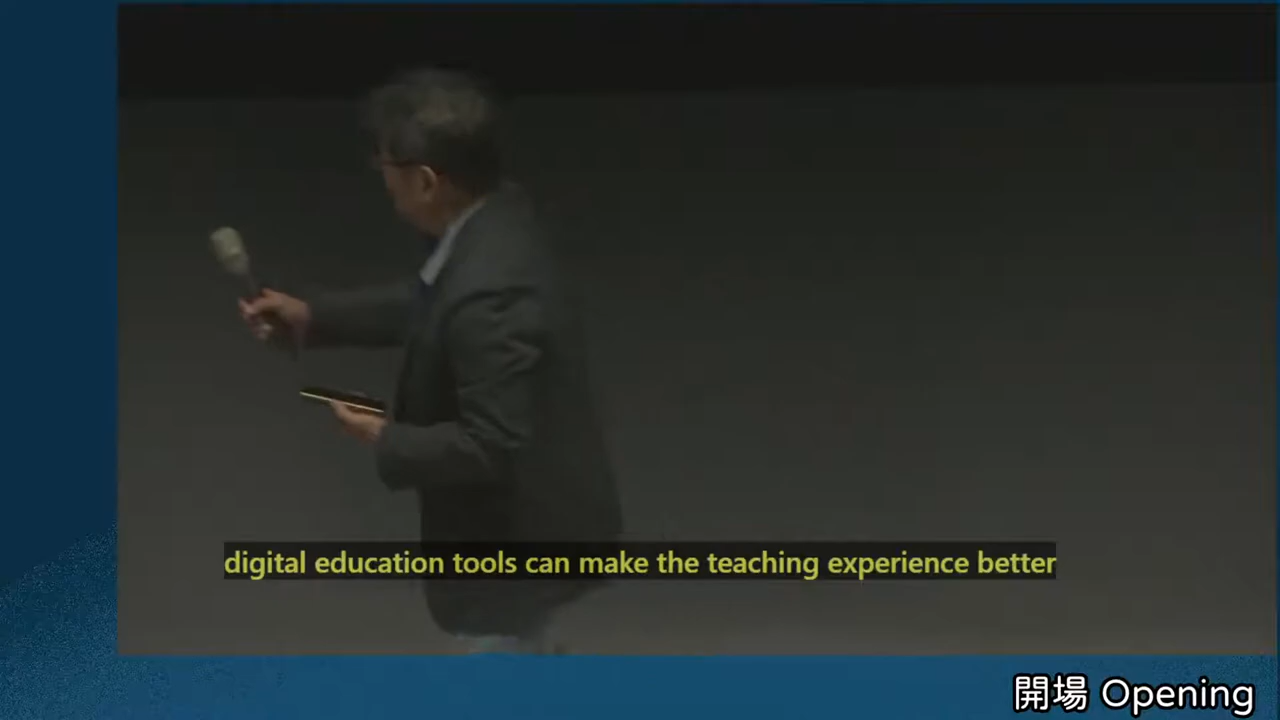 digital education tools can make the teaching experience better
開場 Opening